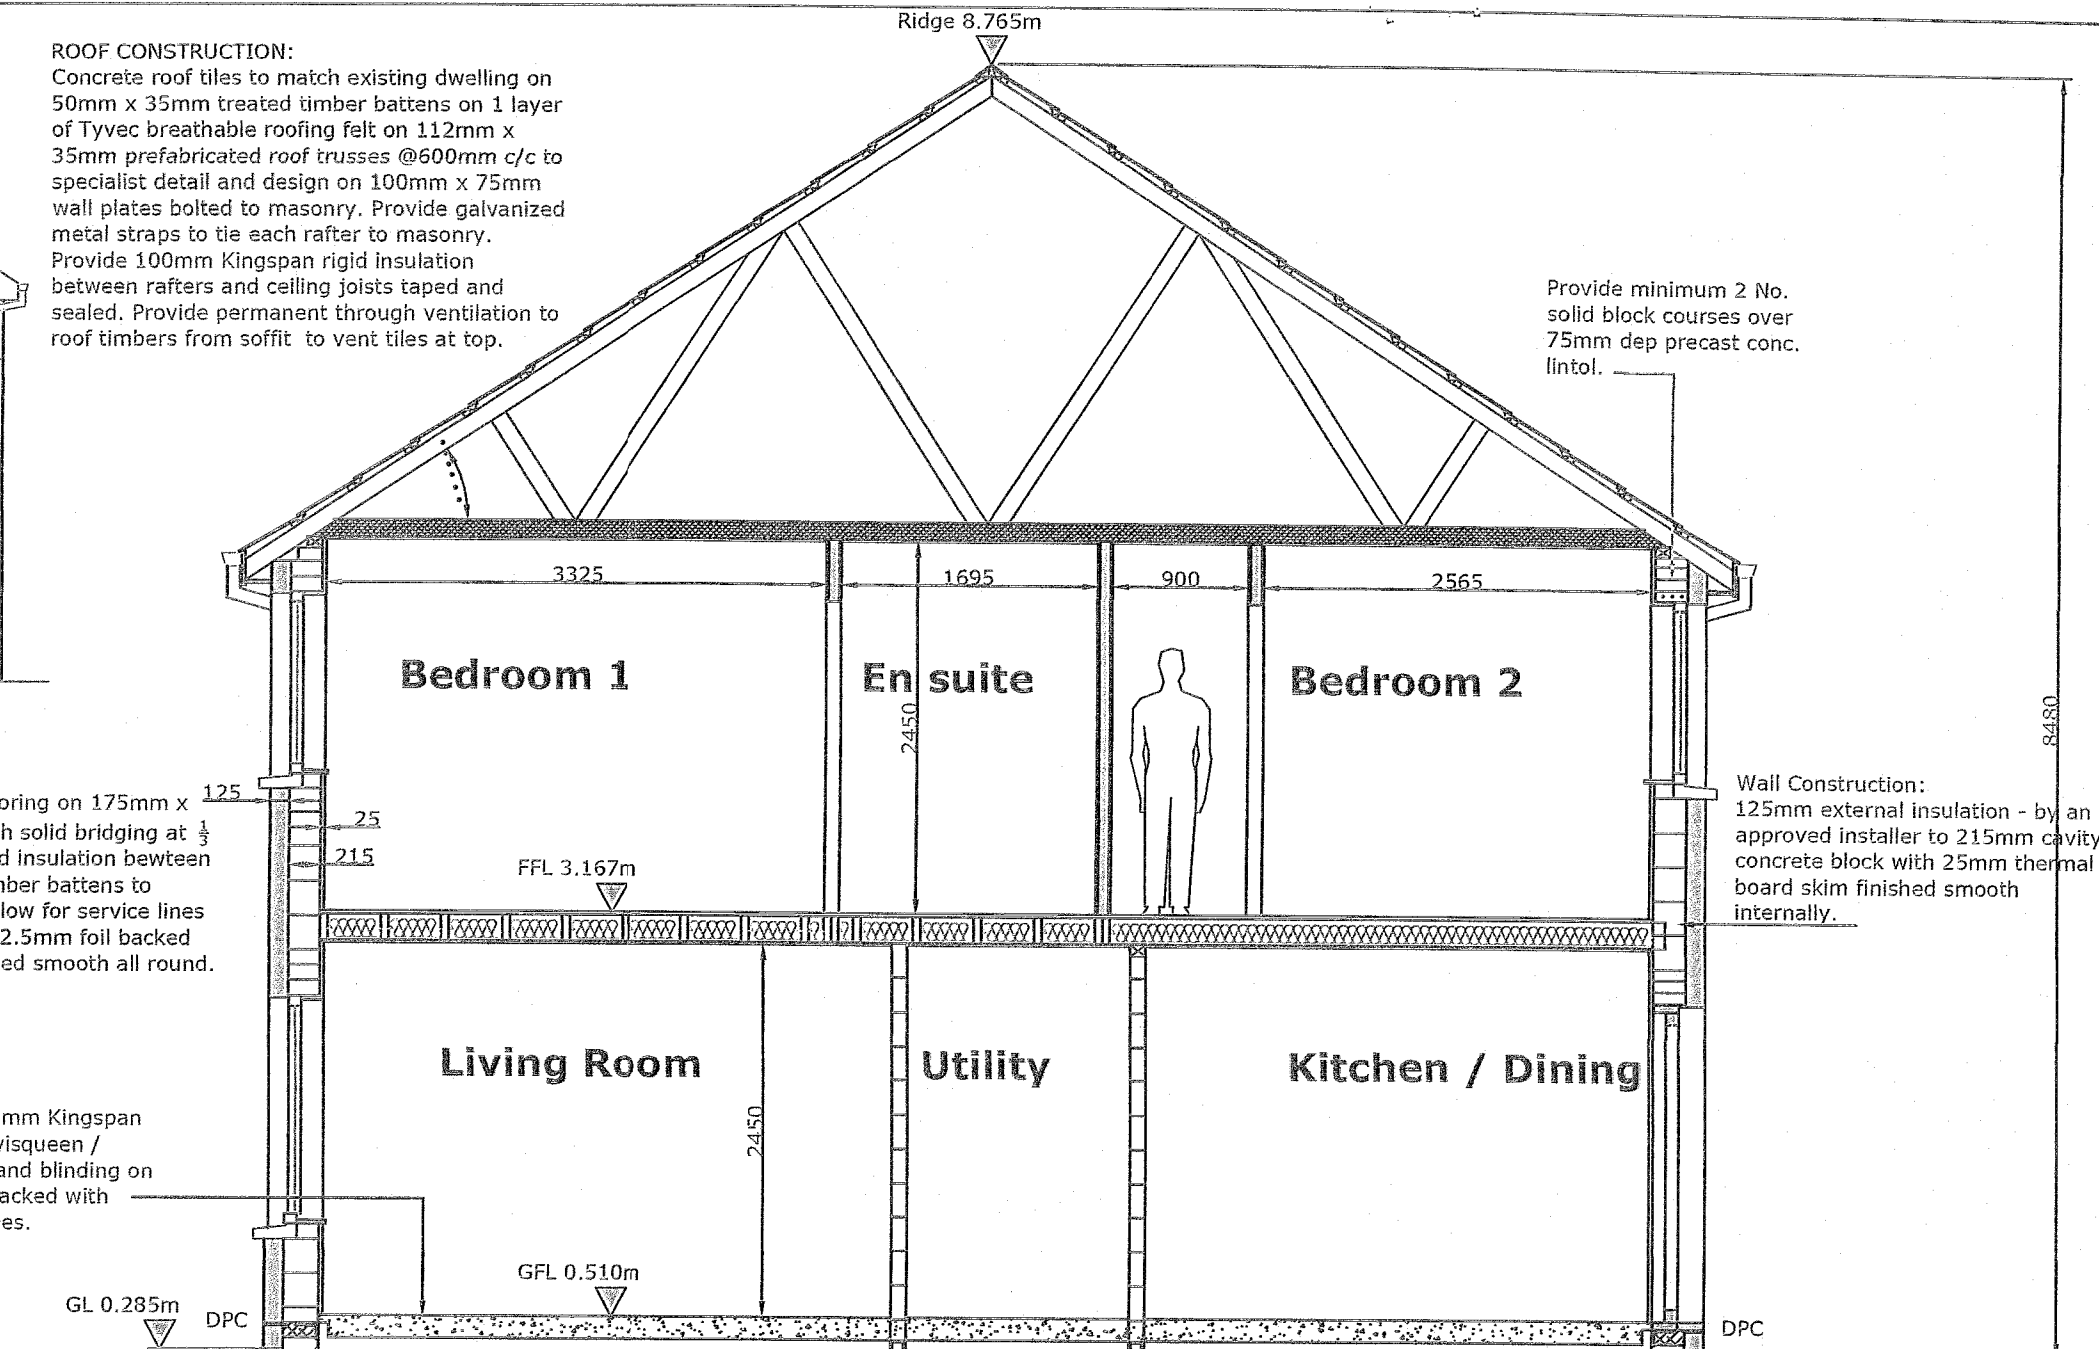 Ridge 8.765m
ROOF CONSTRUCTION:
Concrete roof tiles to match existing dwelling on
50mm x 35mm treated timber battens on 1 layer
of Tyvec breathable roofing felt on 112mm x
35mm prefabricated roof trusses @600mm c/c to
specialist detail and design on 100mm x 75mm
wall plates bolted to masonry. Provide galvanized
metal straps to tie each rafter to masonry.
Provide 100mm Kingspan rigid insulation
between rafters and ceiling joists taped and
sealed. Provide permanent through ventilation to
roof timbers from soffit to vent tiles at top.
Provide minimum 2 No.
solid block courses over
75mm dep precast conc.
lintol.
3325
1695
900
2565
Bedroom 1
En suite
Bedroom 2
2450
8480
oring on 175mm x
h solid bridging at ⅓
d insulation bewteen
nber battens to
low for service lines
2.5mm foil backed
ed smooth all round.
125
25
215
FFL 3.167m
Wall Construction:
125mm external insulation - by an
approved installer to 215mm cavity
concrete block with 25mm thermal
board skim finished smooth
internally.
Living Room
Utility
Kitchen / Dining
2450
mm Kingspan
visqueen /
and blinding on
acked with
es.
GFL 0.510m
GL 0.285m
DPC
DPC